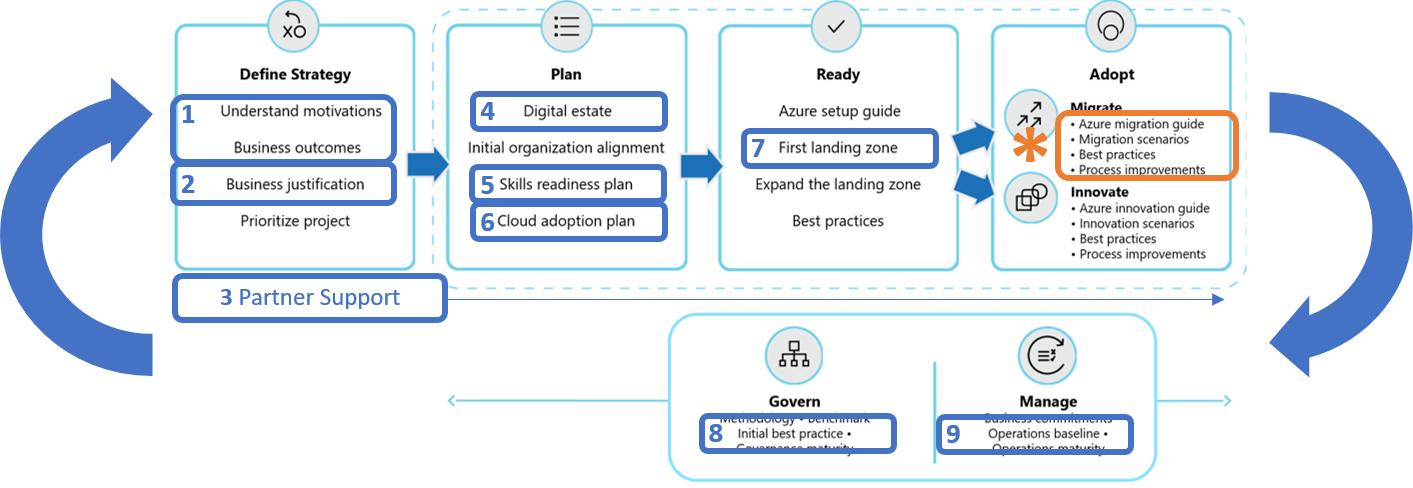 Define Strategy
1 Understand motivations
Business outcomes
2 Business justification
Prioritize project
3 Partner Support
Plan
4 Digital estate
Initial organization alignment
5 Skills readiness plan
6 Cloud adoption plan
Ready
Azure setup guide
7 First landing zone
Expand the landing zone
Best practices
Adopt
Migrate
• Azure migration guide
• Migration scenarios
• Best practices
• Process improvements
Innovate
• Azure innovation guide
• Innovation scenarios
• Best practices
• Process improvements
Govern
Methodology • Benchmark
8 Initial best practice •
Governance maturity
Manage
Business commitments
9 Operations baseline •
Operations maturity